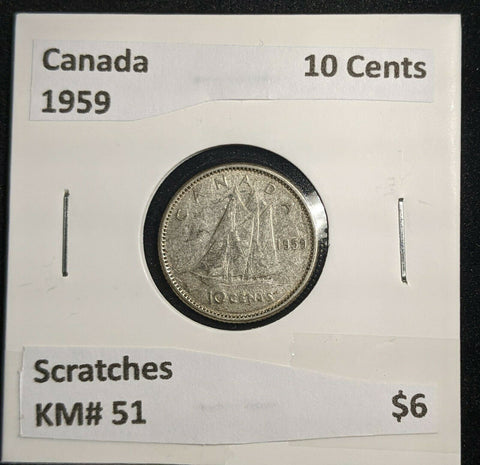 Canada 10 Cents
1959
CANADA
1959
10 CENTS
Scratches
KM# 51 $6